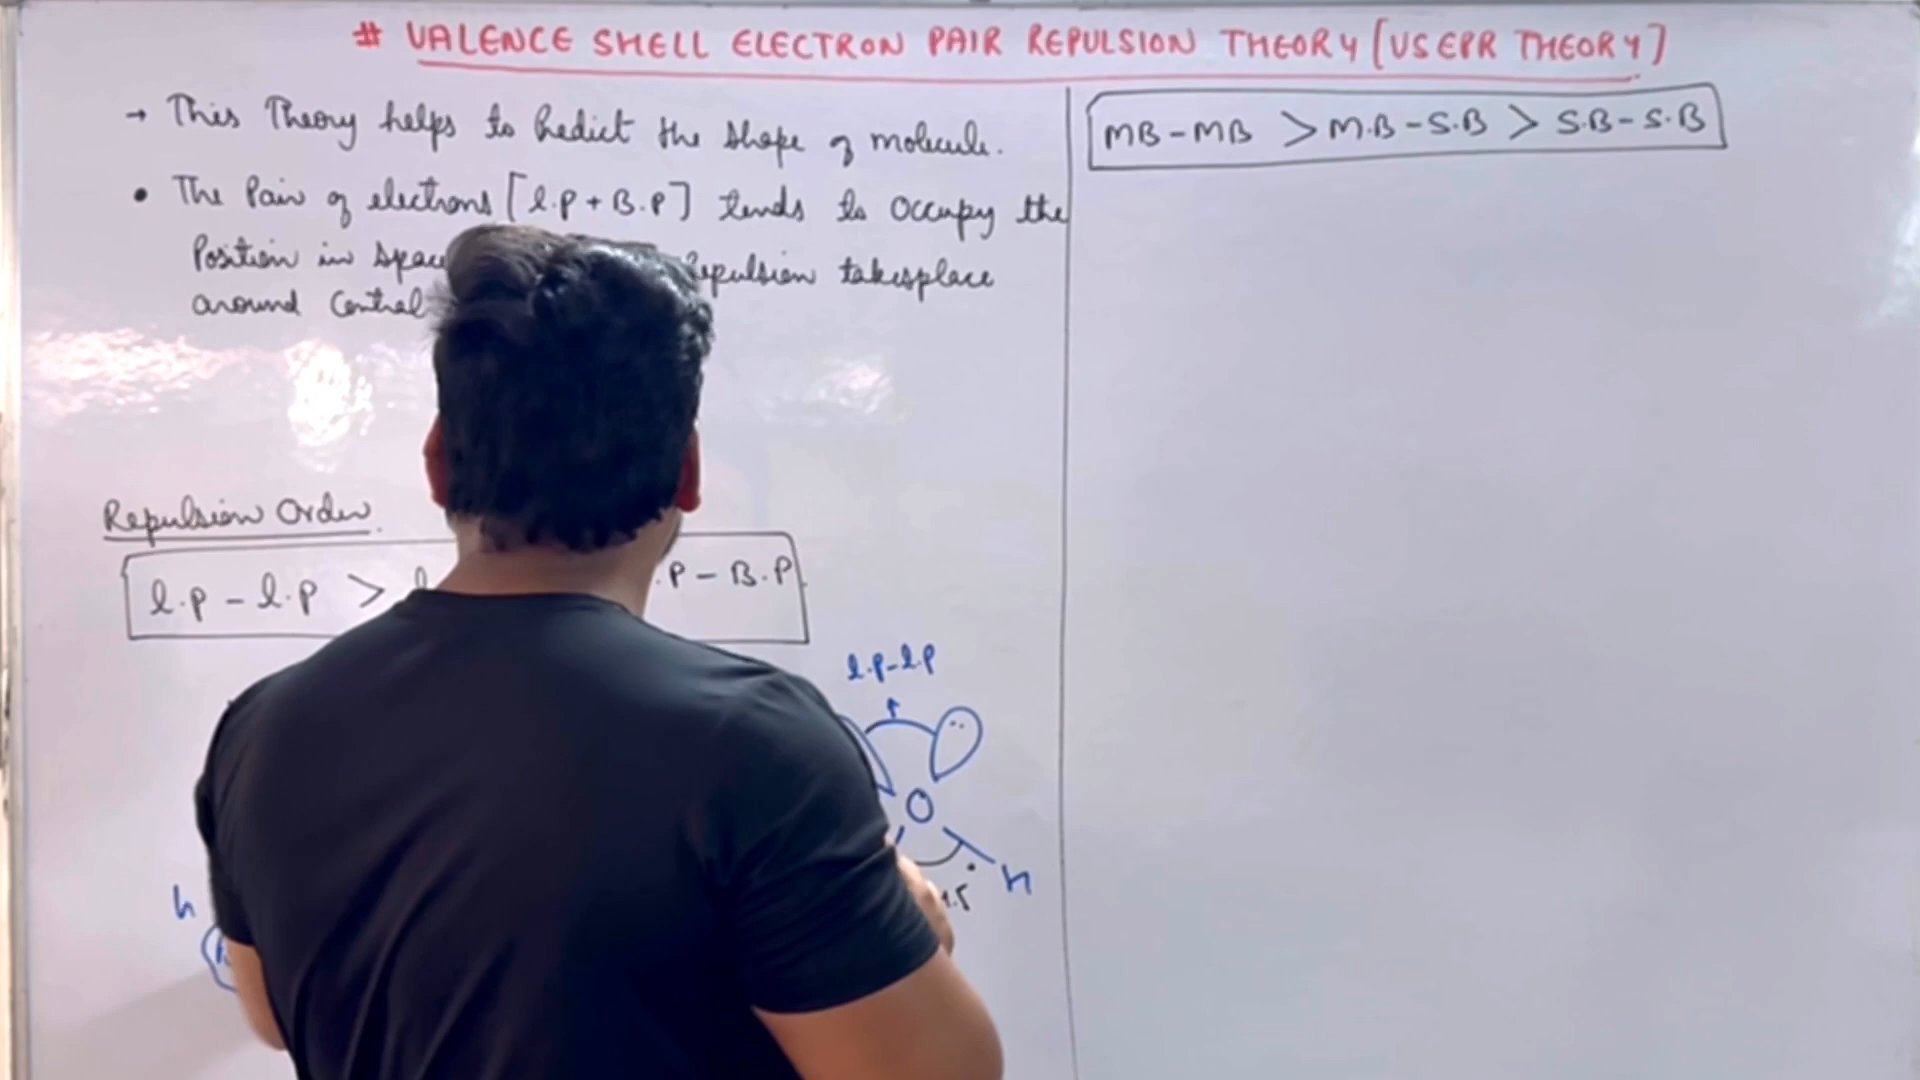 # VALENCE SHELL ELECTRON PAIR REPULSION THEORY [VSEPR THEORY]
→ This Theory helps to Predict the shape of molecule.
• The Pair of electrons [l.p + B.P] tends to occupy the
Position in space Repulsion takesplace
around Central
Repulsion Order
l.p - l.p > .P - B.P
l.p-l.p
O
H
h
MB - MB > M.B - S.B > S.B - S.B